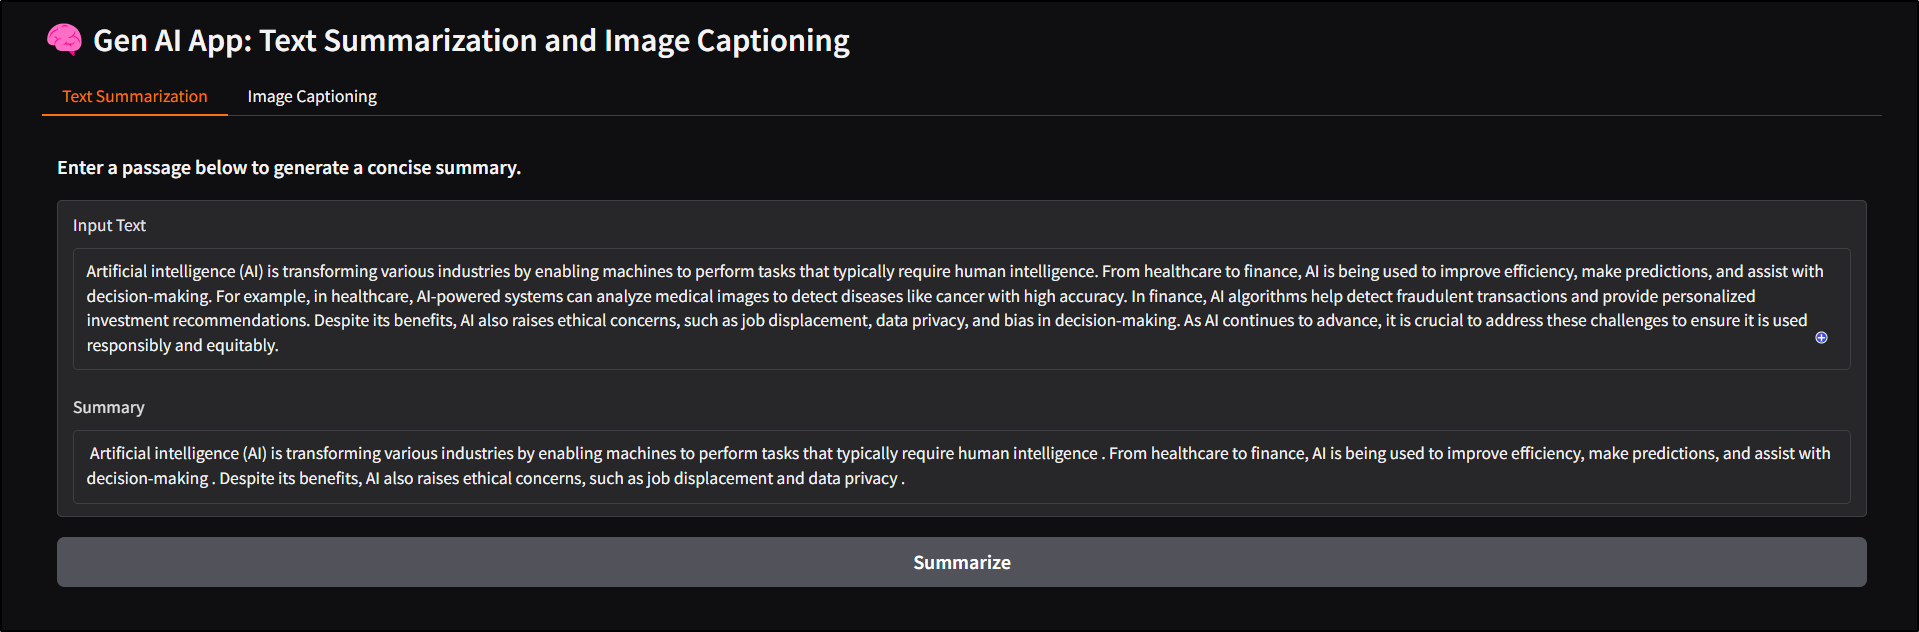 🧠 Gen AI App: Text Summarization and Image Captioning
Text Summarization
Image Captioning
Enter a passage below to generate a concise summary.
Input Text
Artificial intelligence (AI) is transforming various industries by enabling machines to perform tasks that typically require human intelligence. From healthcare to finance, AI is being used to improve efficiency, make predictions, and assist with
decision-making. For example, in healthcare, AI-powered systems can analyze medical images to detect diseases like cancer with high accuracy. In finance, AI algorithms help detect fraudulent transactions and provide personalized
investment recommendations. Despite its benefits, AI also raises ethical concerns, such as job displacement, data privacy, and bias in decision-making. As AI continues to advance, it is crucial to address these challenges to ensure it is used
responsibly and equitably.
Summary
Artificial intelligence (AI) is transforming various industries by enabling machines to perform tasks that typically require human intelligence . From healthcare to finance, AI is being used to improve efficiency, make predictions, and assist with
decision-making . Despite its benefits, AI also raises ethical concerns, such as job displacement and data privacy .
Summarize